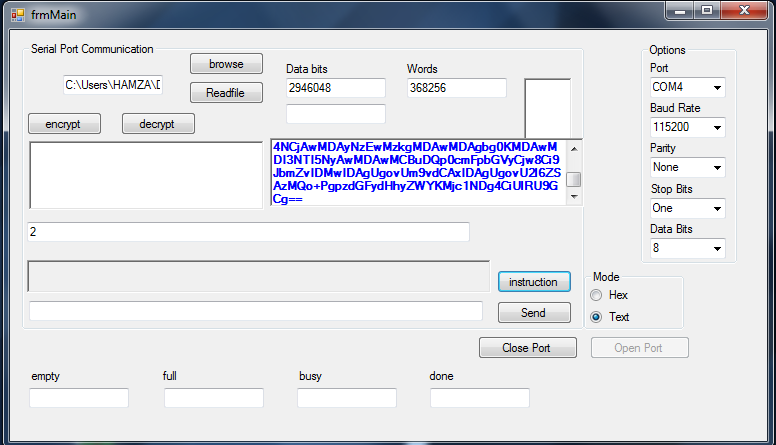 frmMain
Serial Port Communication
browse
C:\Users\HAMZA\D
Readfile
Data bits
Words
2946048
368256
encrypt
decrypt
4NCjAwMDAyNzEwMzkgMDAwMDAgbg0KMDAwM
DI3NTI5NyAwMDAwMCBuDQp0cmFpbGVyCjw8Ci9
JbmZvIDMwIDAgUgovUm9vdCAxIDAgUgovU2l6ZS
AzMQo+PgpzdGFydHhyZWYKMjc1NDg4CiUlRU9G
Cg==
2
instruction
Send
Options
Port
COM4
Baud Rate
115200
Parity
None
Stop Bits
One
Data Bits
8
Mode
Hex
Text
Close Port
Open Port
empty
full
busy
done